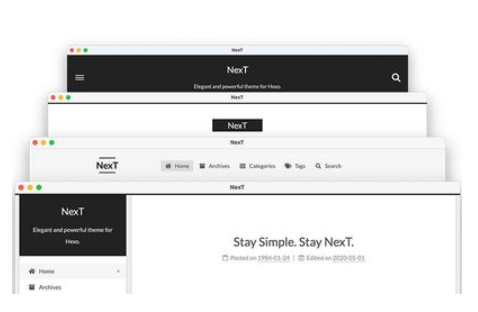 NexT
NexT
Elegant and powerful theme for Hexo.
NexT
NexT
NexT
NexT
Home Archives Categories Tags Search
NexT
NexT
Elegant and powerful theme for
Hexo.
Home
Archives
Stay Simple. Stay NexT.
Posted on 1984-01-24 | Edited on 2020-05-01